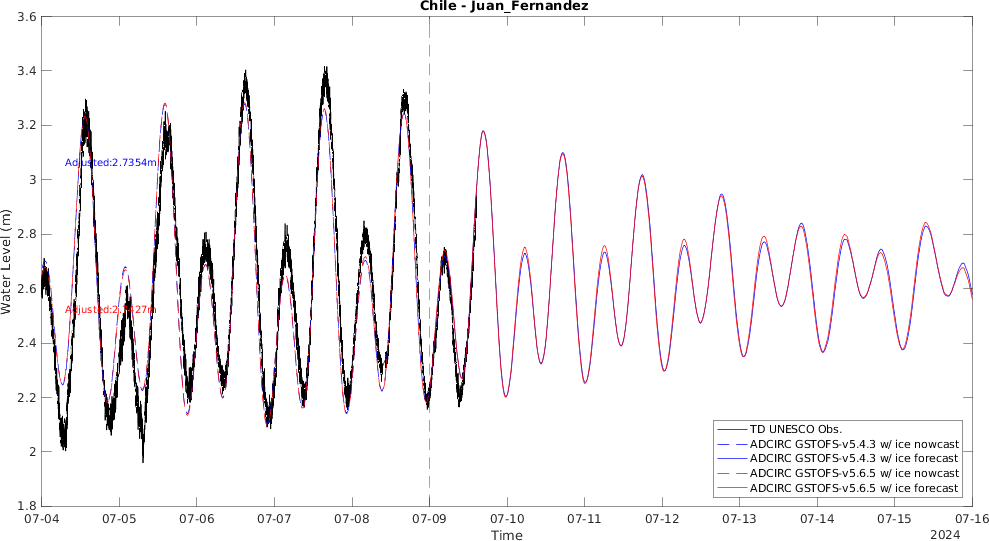 Chile - Juan_Fernandez
3.6
3.4
3.2
3
2.8
2.6
2.4
2.2
2
1.8
Water Level (m)
Adjusted:2.7354m
07-04
07-05
07-06
07-07
07-08
07-09
07-10
07-11
07-12
07-13
07-14
07-15
07-16
Time
2024
TD UNESCO Obs.
ADCIRC GSTOFS-v5.4.3 w/ ice nowcast
ADCIRC GSTOFS-v5.4.3 w/ ice forecast
ADCIRC GSTOFS-v5.6.5 w/ ice nowcast
ADCIRC GSTOFS-v5.6.5 w/ ice forecast